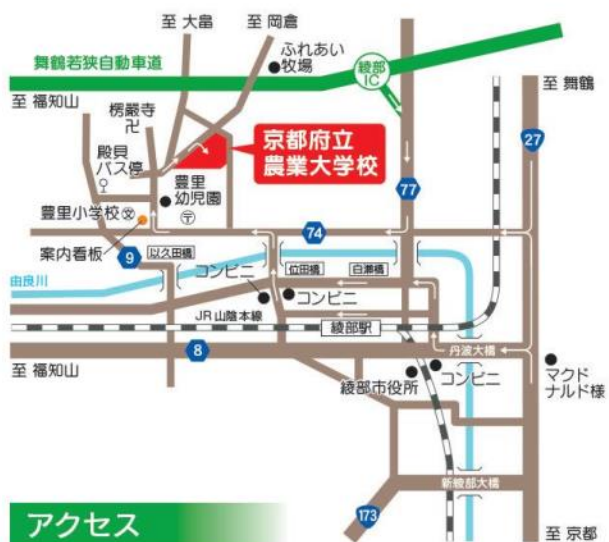 至 大畠
至 岡倉
ふれあい
牧場
舞鶴若狭自動車道
綾部
IC
至 福知山
至 舞鶴
楞厳寺
卍
27
殿貝
バス停
京都府立
農業大学校
豊里
幼児園
77
豊里小学校
文
〒
74
案内看板
9
以久田橋
位田橋
白瀬橋
由良川
コンビニ
コンビニ
JR山陰本線
綾部駅
8
丹波大橋
至 福知山
綾部市役所
コンビニ
マクド
ナルド様
新綾部大橋
173
アクセス
至 京都